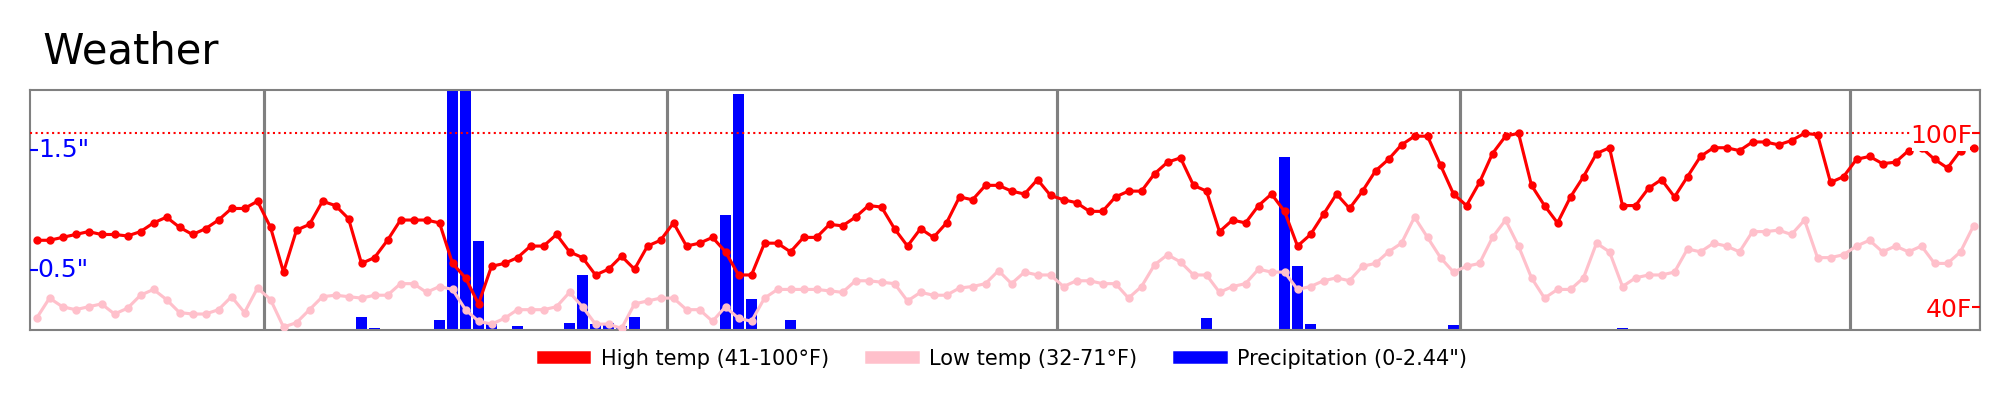 Weather
1.5"
100F
0.5"
40F
High temp (41-100°F) Low temp (32-71°F) Precipitation (0-2.44")